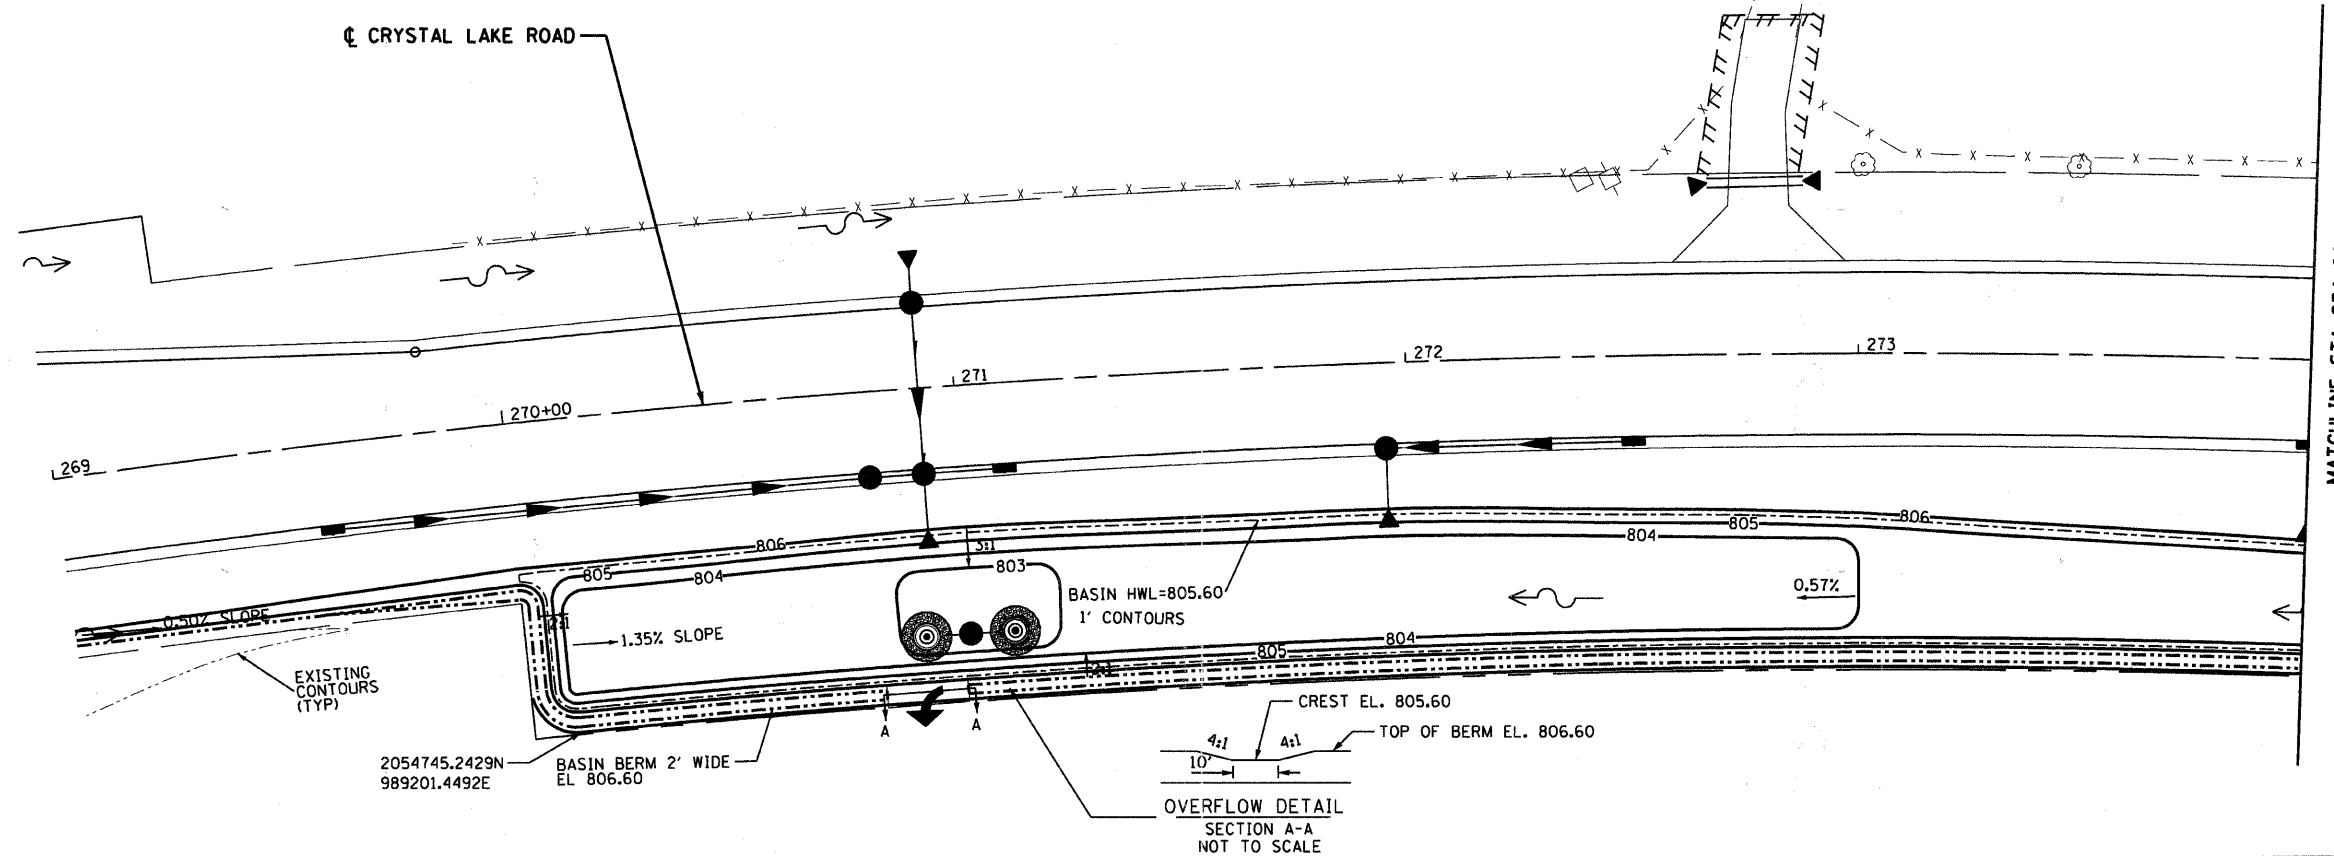 ℄ CRYSTAL LAKE ROAD
269
270+00
271
272
273
806
805
804
5:1
803
804
805
806
0.50% SLOPE
2:1
1.35% SLOPE
BASIN HWL=805.60
1' CONTOURS
0.57%
804
805
2:1
EXISTING
CONTOURS
(TYP)
A
A
2054745.2429N
989201.4492E
BASIN BERM 2' WIDE
EL 806.60
CREST EL. 805.60
TOP OF BERM EL. 806.60
4:1
4:1
10'
OVERFLOW DETAIL
SECTION A-A
NOT TO SCALE